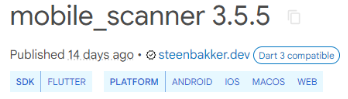 mobile_scanner 3.5.5
Published 14 days ago • steenbakker.dev Dart 3 compatible
SDK FLUTTER PLATFORM ANDROID IOS MACOS WEB